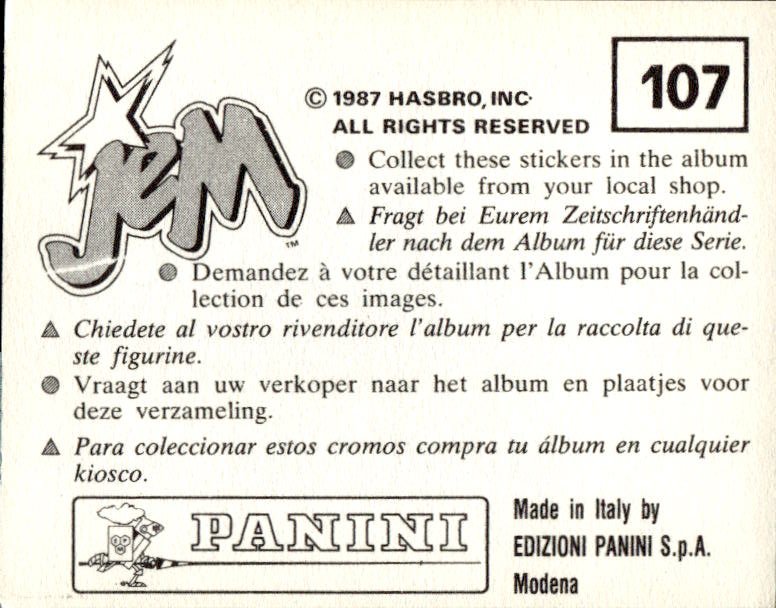 jem
™
© 1987 HASBRO, INC.
ALL RIGHTS RESERVED
107
Collect these stickers in the album
available from your local shop.
Fragt bei Eurem Zeitschriftenhänd-
ler nach dem Album für diese Serie.
Demandez à votre détaillant l'Album pour la col-
lection de ces images.
Chiedete al vostro rivenditore l'album per la raccolta di que-
ste figurine.
Vraagt aan uw verkoper naar het album en plaatjes voor
deze verzameling.
Para coleccionar estos cromos compra tu álbum en cualquier
kiosco.
PANINI
Made in Italy by
EDIZIONI PANINI S.p.A.
Modena